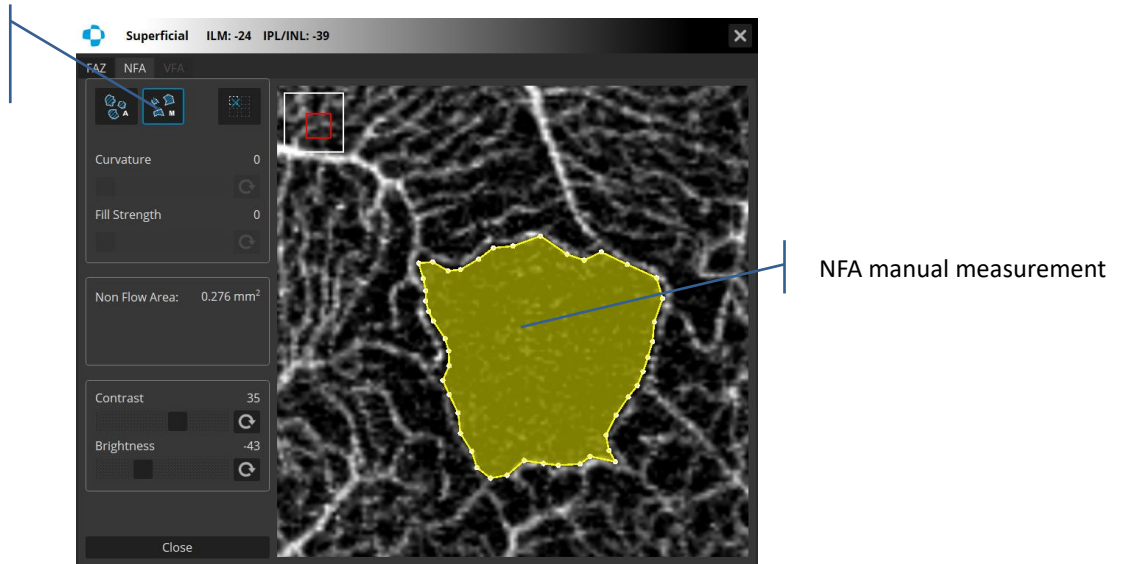 Superficial ILM: -24 IPL/INL: -39
FAZ NFA VFA
A M
Curvature 0
Fill Strength 0
Non Flow Area: 0.276 mm²
NFA manual measurement
Contrast 35
Brightness -43
Close